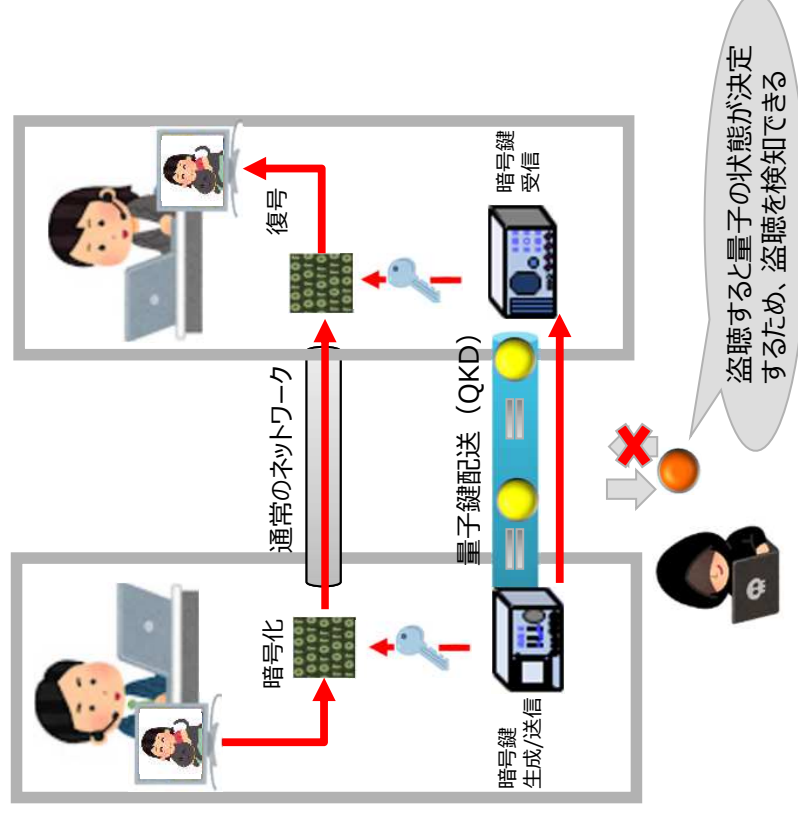 通常のネットワーク
暗号化
復号
量子鍵配送（QKD）
暗号鍵
生成/送信
暗号鍵
受信
盗聴すると量子の状態が決定
するため、盗聴を検知できる